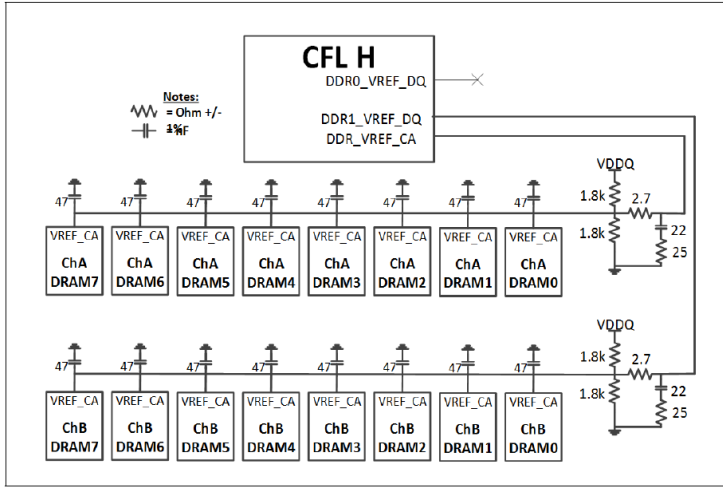 CFL H
DDR0_VREF_DQ
DDR1_VREF_DQ
DDR_VREF_CA
Notes:
= Ohm +/-
1%
nF
VDDQ
1.8k
2.7
1.8k
22
25
47 47 47 47 47 47 47 47
VREF_CA VREF_CA VREF_CA VREF_CA VREF_CA VREF_CA VREF_CA VREF_CA
ChA ChA ChA ChA ChA ChA ChA ChA
DRAM7 DRAM6 DRAM5 DRAM4 DRAM3 DRAM2 DRAM1 DRAM0
VDDQ
1.8k
2.7
1.8k
22
25
47 47 47 47 47 47 47 47
VREF_CA VREF_CA VREF_CA VREF_CA VREF_CA VREF_CA VREF_CA VREF_CA
ChB ChB ChB ChB ChB ChB ChB ChB
DRAM7 DRAM6 DRAM5 DRAM4 DRAM3 DRAM2 DRAM1 DRAM0